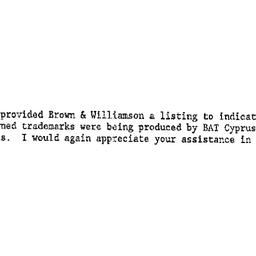 provided Brown & Williamson a listing to indicat
med trademarks were being produced by BAT Cyprus
s. I would again appreciate your assistance in